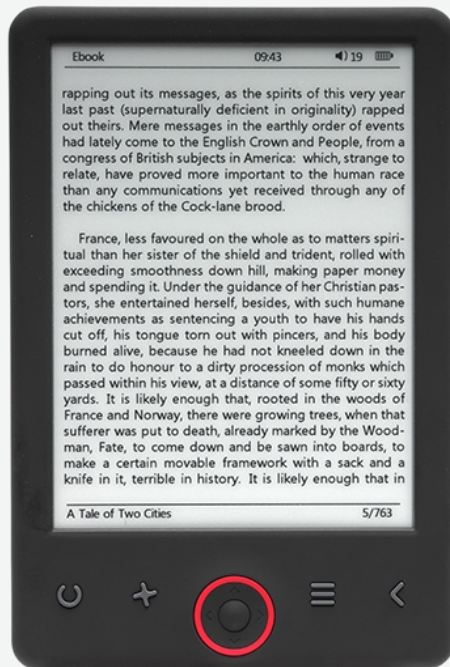 Ebook 09:43 19
rapping out its messages, as the spirits of this very year
last past (supernaturally deficient in originality) rapped
out theirs. Mere messages in the earthly order of events
had lately come to the English Crown and People, from a
congress of British subjects in America: which, strange to
relate, have proved more important to the human race
than any communications yet received through any of
the chickens of the Cock-lane brood.
France, less favoured on the whole as to matters spiri-
tual than her sister of the shield and trident, rolled with
exceeding smoothness down hill, making paper money
and spending it. Under the guidance of her Christian pas-
tors, she entertained herself, besides, with such humane
achievements as sentencing a youth to have his hands
cut off, his tongue torn out with pincers, and his body
burned alive, because he had not kneeled down in the
rain to do honour to a dirty procession of monks which
passed within his view, at a distance of some fifty or sixty
yards. It is likely enough that, rooted in the woods of
France and Norway, there were growing trees, when that
sufferer was put to death, already marked by the Wood-
man, Fate, to come down and be sawn into boards, to
make a certain movable framework with a sack and a
knife in it, terrible in history. It is likely enough that in
A Tale of Two Cities 5/763